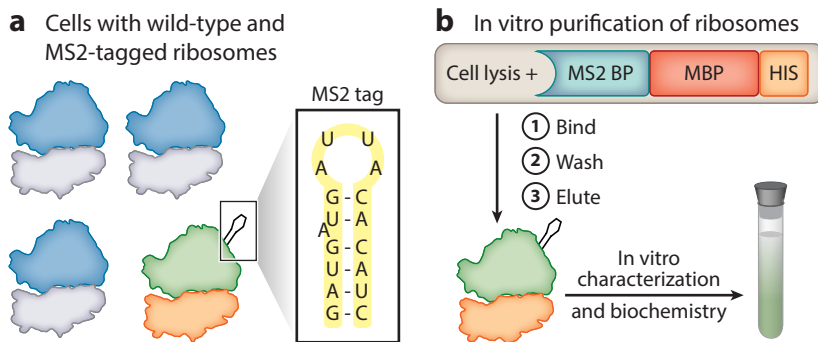 a Cells with wild-type and
MS2-tagged ribosomes
MS2 tag
U U
A A
G - C
U - A
A
G - C
U - A
A - U
G - C
b In vitro purification of ribosomes
Cell lysis + MS2 BP MBP HIS
1 Bind
2 Wash
3 Elute
In vitro
characterization
and biochemistry